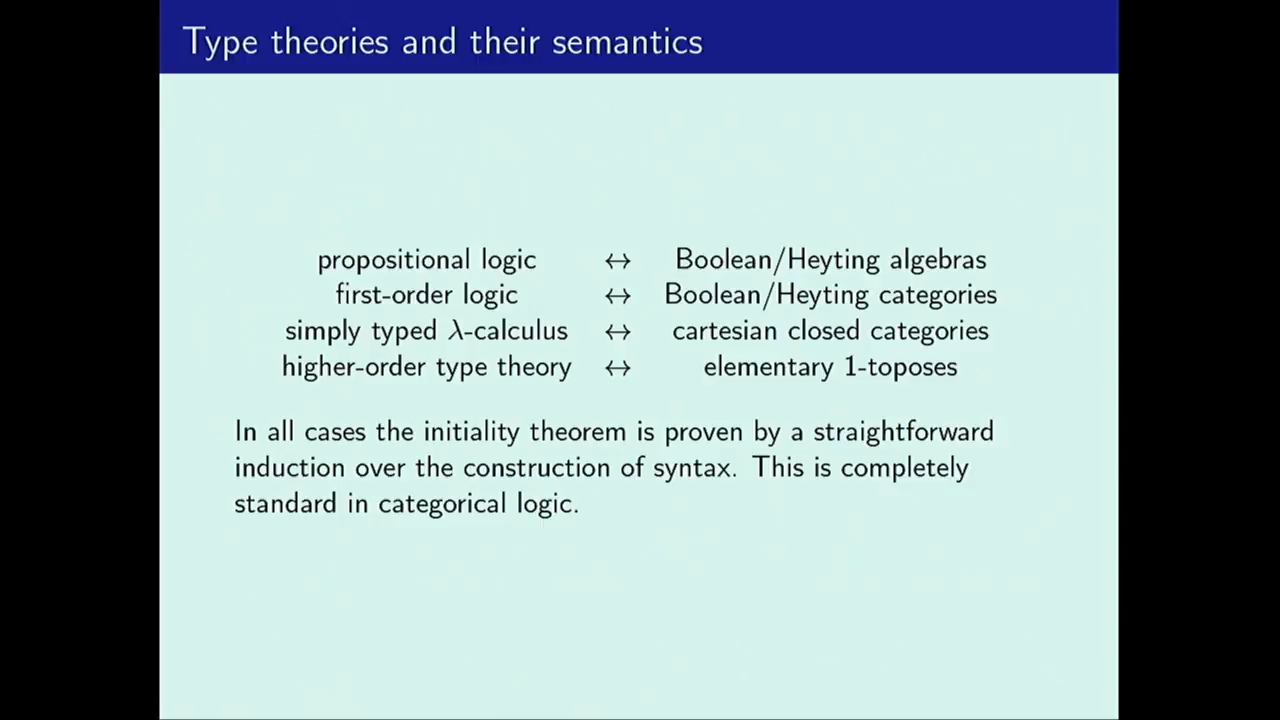 Type theories and their semantics
propositional logic ↔ Boolean/Heyting algebras
first-order logic ↔ Boolean/Heyting categories
simply typed λ-calculus ↔ cartesian closed categories
higher-order type theory ↔ elementary 1-toposes
In all cases the initiality theorem is proven by a straightforward
induction over the construction of syntax. This is completely
standard in categorical logic.